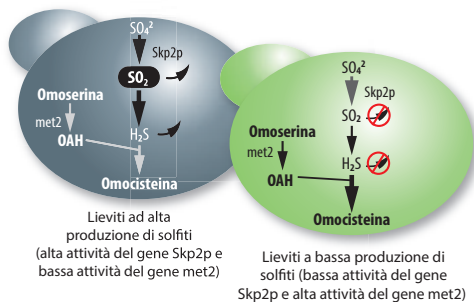 SO₄²
Skp2p
SO₂
Omoserina
met2
H₂S
OAH
Omocisteina
Lieviti ad alta
produzione di solfiti
(alta attività del gene Skp2p e
bassa attività del gene met2)
SO₄²
Skp2p
SO₂
Omoserina
met2
H₂S
OAH
Omocisteina
Lieviti a bassa produzione di
solfiti (bassa attività del gene
Skp2p e alta attività del gene met2)